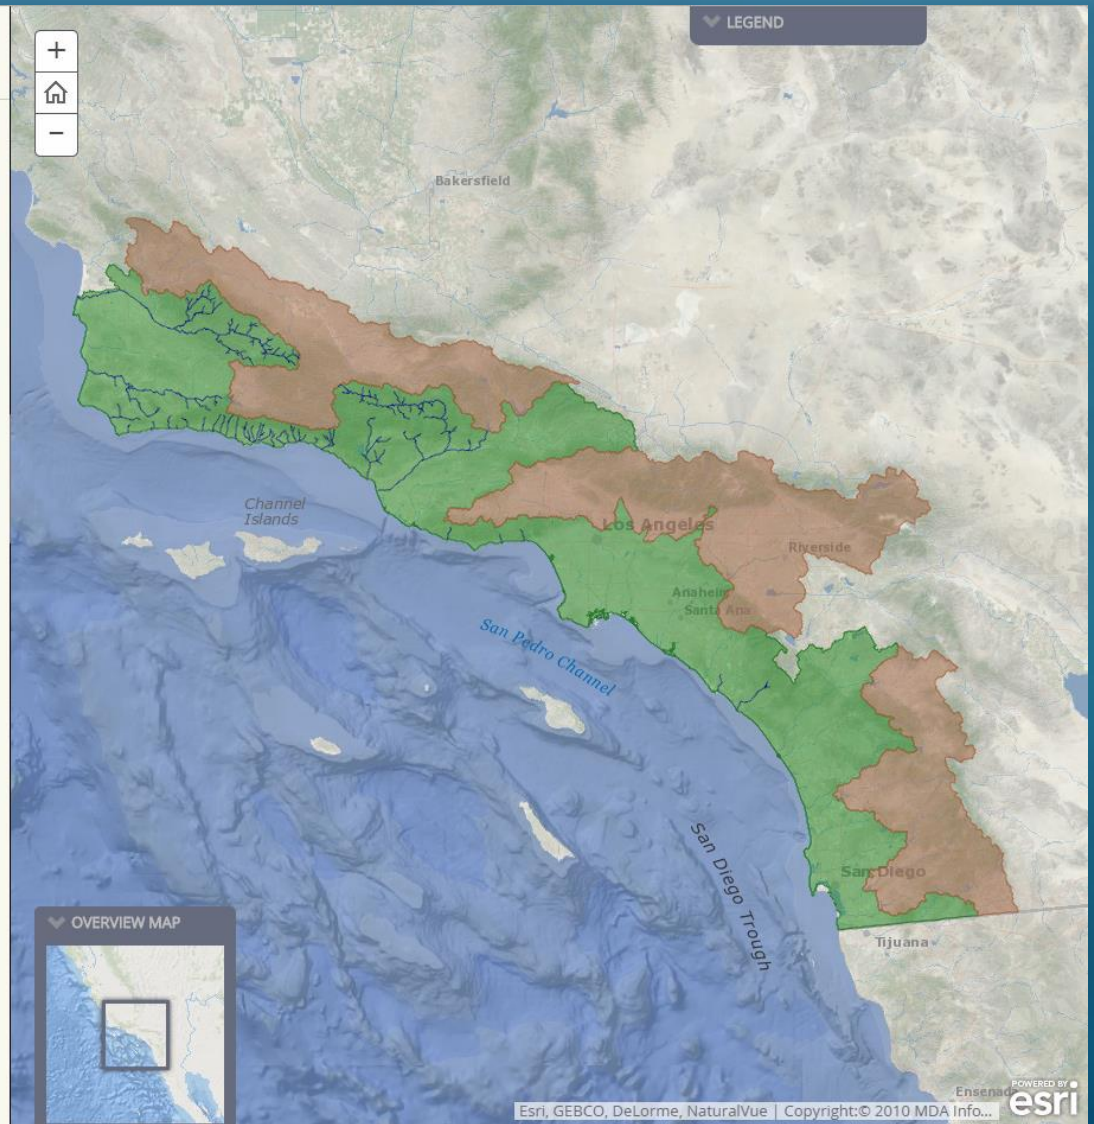 LEGEND
+
−
Bakersfield
Channel
Islands
Los Angeles
Riverside
Anaheim
Santa Ana
San Pedro Channel
San Diego Trough
San Diego
OVERVIEW MAP
Tijuana
Ensenada
POWERED BY
esri
Esri, GEBCO, DeLorme, NaturalVue | Copyright:© 2010 MDA Info...